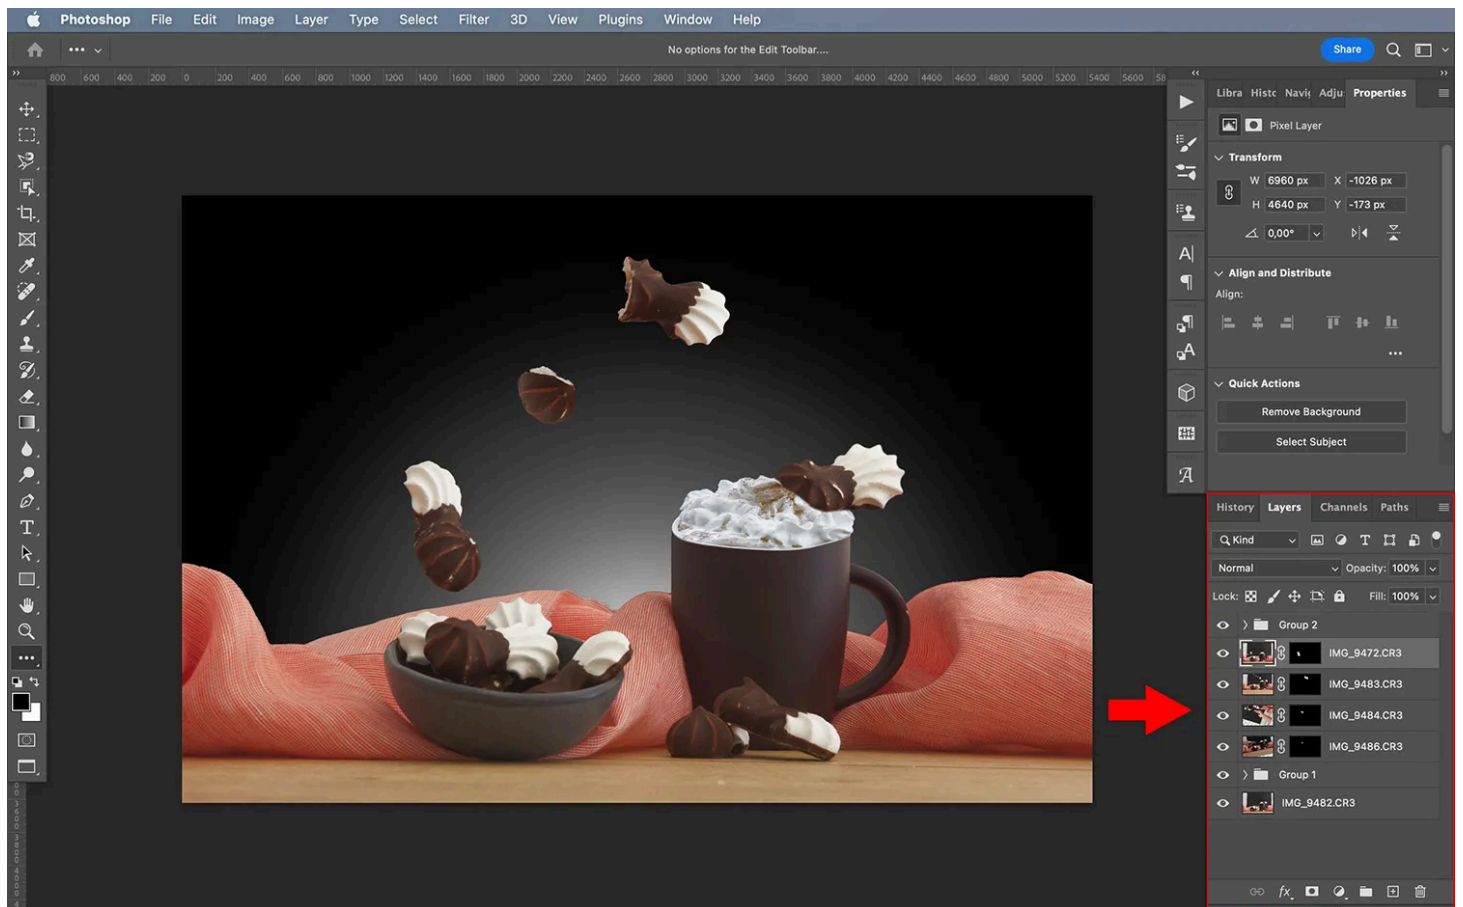 Photoshop File Edit Image Layer Type Select Filter 3D View Plugins Window Help
No options for the Edit Toolbar....
Share
800 600 400 200 0 200 400 600 800 1000 1200 1400 1600 1800 2000 2200 2400 2600 2800 3000 3200 3400 3600 3800 4000 4200 4400 4600 4800 5000 5200 5400 5600 58
Libra Histc Navig Adju Properties
Pixel Layer
Transform
W 6960 px X -1026 px
H 4640 px Y -173 px
0,00°
Align and Distribute
Align:
Quick Actions
Remove Background
Select Subject
History Layers Channels Paths
Kind
Normal Opacity: 100%
Lock: Fill: 100%
Group 2
IMG_9472.CR3
IMG_9483.CR3
IMG_9484.CR3
IMG_9486.CR3
Group 1
IMG_9482.CR3
fx